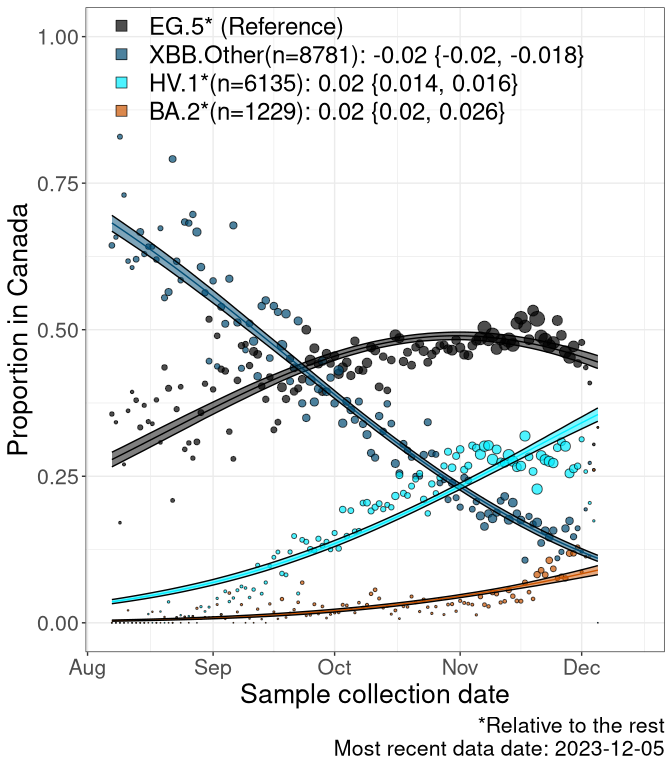 EG.5* (Reference)
XBB.Other(n=8781): -0.02 {-0.02, -0.018}
HV.1*(n=6135): 0.02 {0.014, 0.016}
BA.2*(n=1229): 0.02 {0.02, 0.026}
1.00
0.75
0.50
0.25
0.00
Proportion in Canada
Aug Sep Oct Nov Dec
Sample collection date
*Relative to the rest
Most recent data date: 2023-12-05